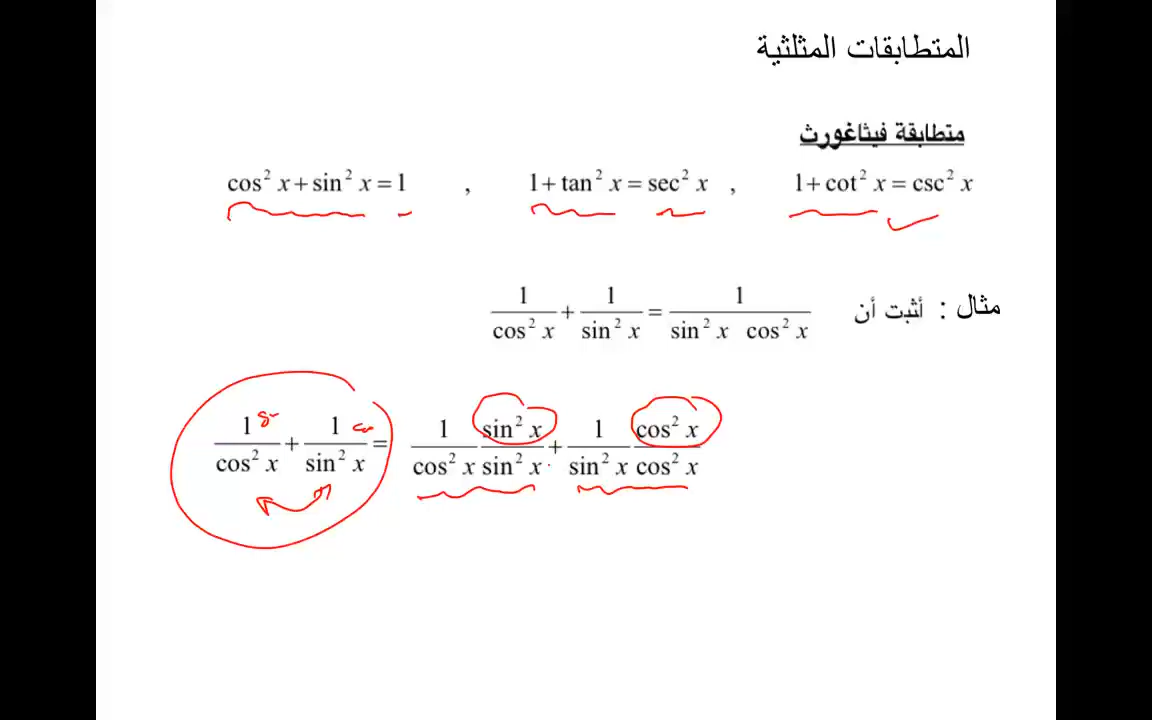 المتطابقات المثلثية
متطابقة فيثاغورث
cos² x + sin² x = 1 , 1 + tan² x = sec² x , 1 + cot² x = csc² x
مثال : أثبت أن 1/(cos² x) + 1/(sin² x) = 1/(sin² x cos² x)
1/(cos² x) + 1/(sin² x) = 1/(cos² x) sin² x/(sin² x) + 1/(sin² x) cos² x/(cos² x)